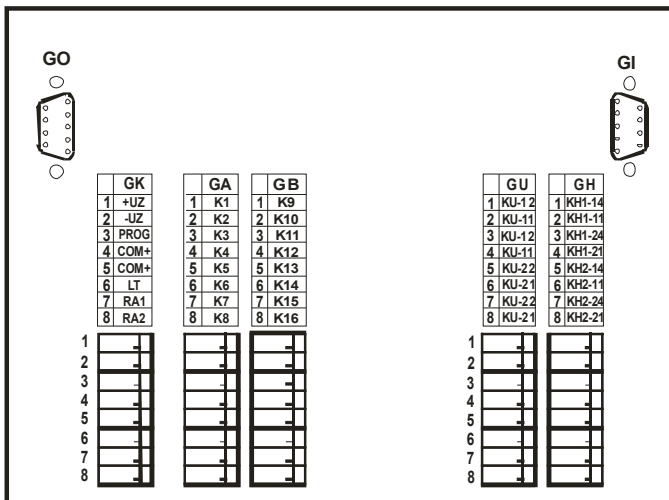 GO GI
GK GA GB GU GH
1 +UZ 1 K1 1 K9 1 KU-12 1 KH1-14
2 -UZ 2 K2 2 K10 2 KU-11 2 KH1-11
3 PROG 3 K3 3 K11 3 KU-12 3 KH1-24
4 COM+ 4 K4 4 K12 4 KU-11 4 KH1-21
5 COM+ 5 K5 5 K13 5 KU-22 5 KH2-14
6 LT 6 K6 6 K14 6 KU-21 6 KH2-11
7 RA1 7 K7 7 K15 7 KU-22 7 KH2-24
8 RA2 8 K8 8 K16 8 KU-21 8 KH2-21
1 1
2 2
3 3
4 4
5 5
6 6
7 7
8 8